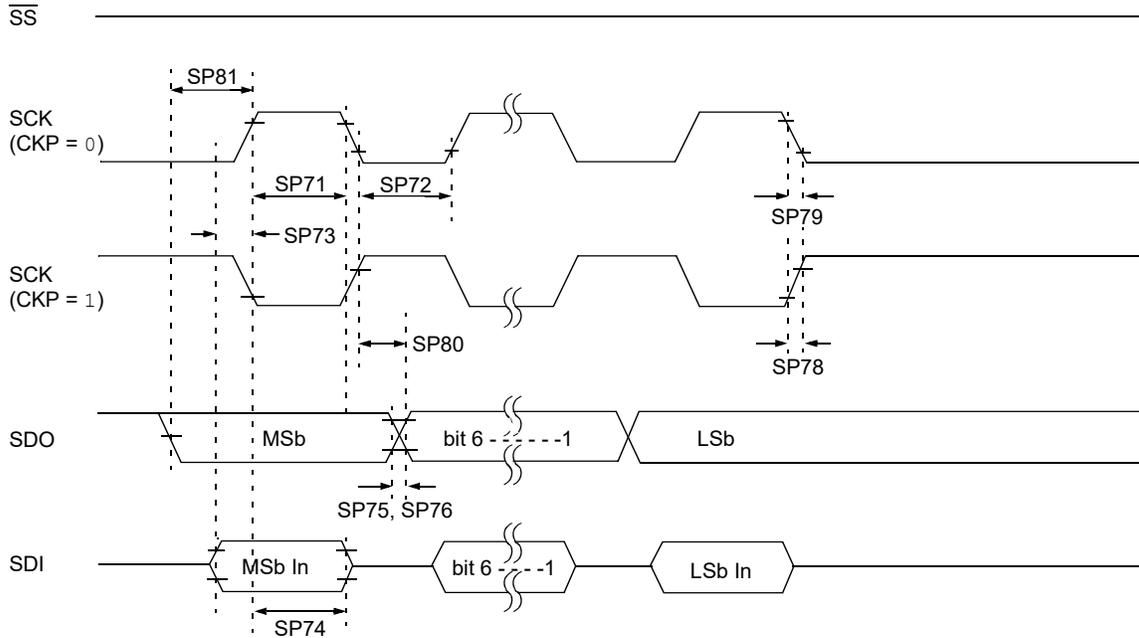 SS
SP81
SCK
(CKP = 0)
SP71
SP72
SP79
SP73
SCK
(CKP = 1)
SP80
SP78
SDO
MSb
bit 6 - - - - - -1
LSb
SP75, SP76
SDI
MSb In
bit 6 - - - - -1
LSb In
SP74